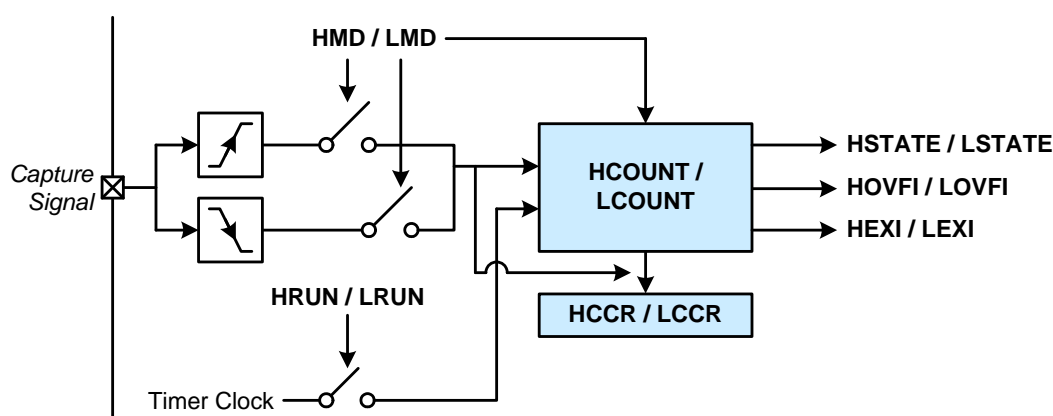 HMD / LMD
Capture
Signal
HCOUNT /
LCOUNT
HSTATE / LSTATE
HOVFI / LOVFI
HEXI / LEXI
HRUN / LRUN
HCCR / LCCR
Timer Clock